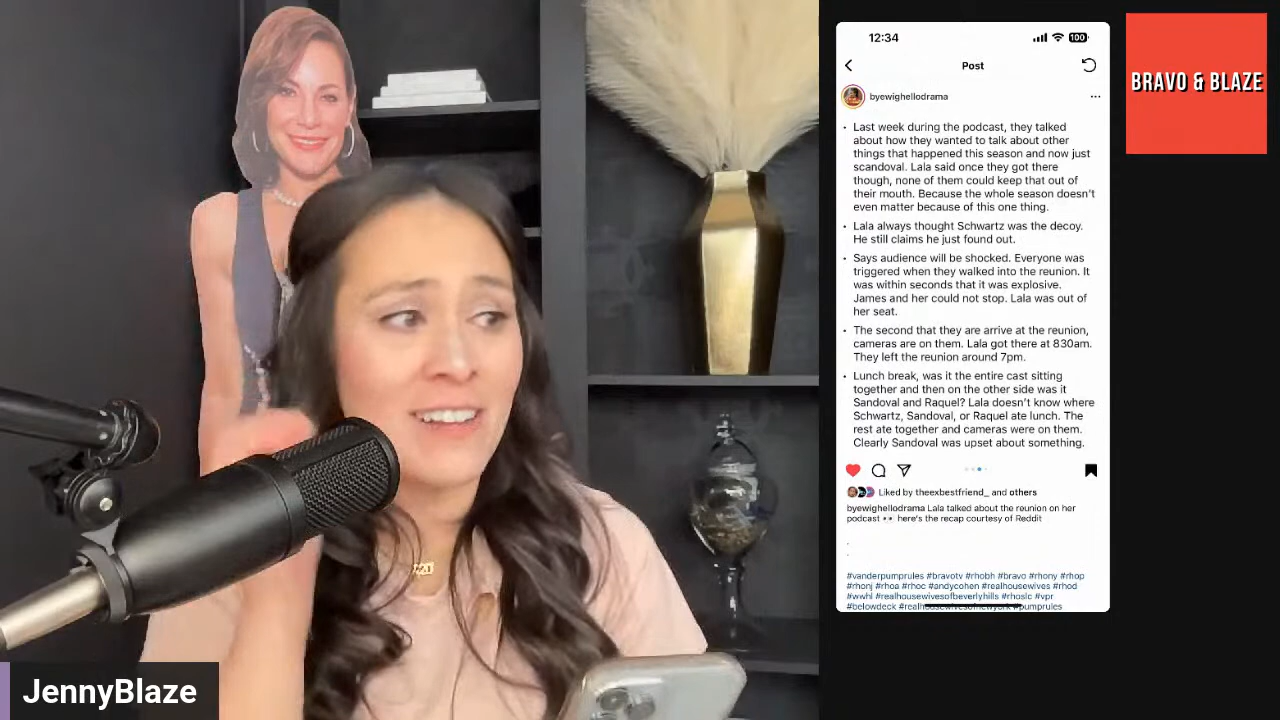 12:34
100
Post
BRAVO & BLAZE
byewighellodrama
• Last week during the podcast, they talked
about how they wanted to talk about other
things that happened this season and now just
scandoval. Lala said once they got there
though, none of them could keep that out of
their mouth. Because the whole season doesn't
even matter because of this one thing.
• Lala always thought Schwartz was the decoy.
He still claims he just found out.
• Says audience will be shocked. Everyone was
triggered when they walked into the reunion. It
was within seconds that it was explosive.
James and her could not stop. Lala was out of
her seat.
• The second that they are arrive at the reunion,
cameras are on them. Lala got there at 830am.
They left the reunion around 7pm.
• Lunch break, was it the entire cast sitting
together and then on the other side was it
Sandoval and Raquel? Lala doesn't know where
Schwartz, Sandoval, or Raquel ate lunch. The
rest ate together and cameras were on them.
Clearly Sandoval was upset about something.
Liked by theexbestfriend_ and others
byewighellodrama Lala talked about the reunion on her
podcast 👀 here's the recap courtesy of Reddit
.
.
#vanderpumprules #bravotv #rhobh #bravo #rhony #rhop
#rhonj #rhoa #rhoc #andycohen #realhousewives #rhod
#wwhl #realhousewivesofbeverlyhills #rhoslc #vpr
#belowdeck #realhousewivesofnewyork #pumprules
JennyBlaze